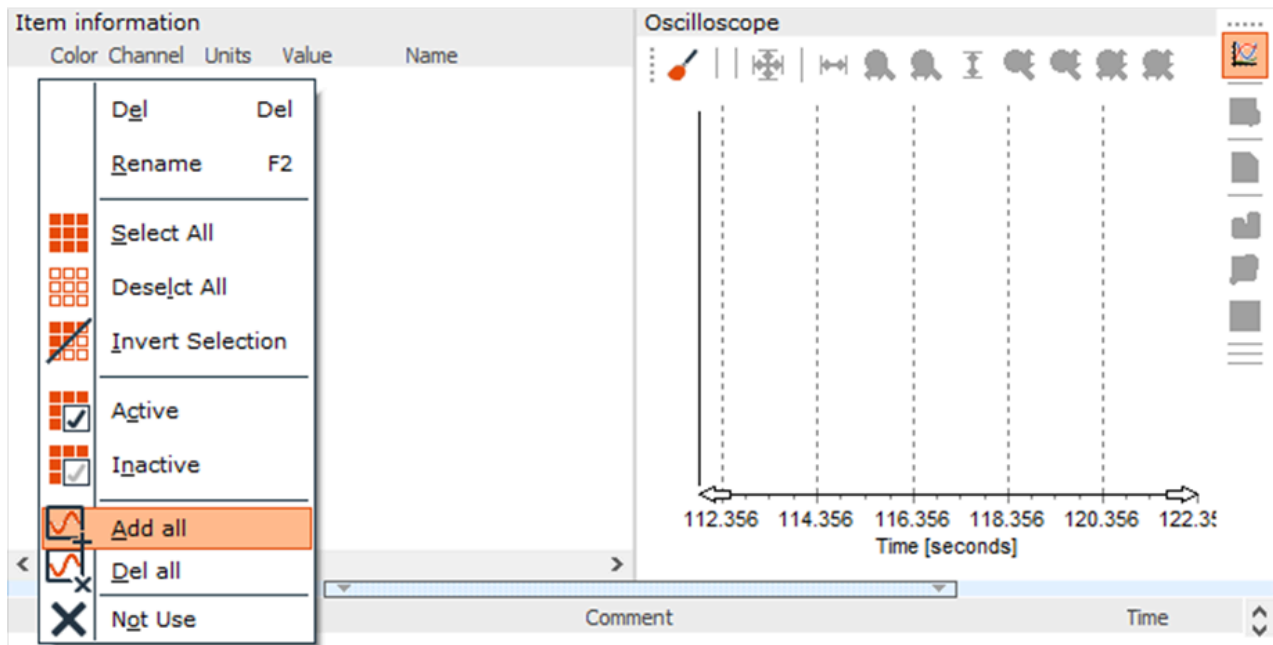 Item information
Color Channel Units Value Name
Del Del
Rename F2
Select All
Deselct All
Invert Selection
Active
Inactive
Add all
Del all
Not Use
Oscilloscope
112.356 114.356 116.356 118.356 120.356 122.35
Time [seconds]
Comment Time